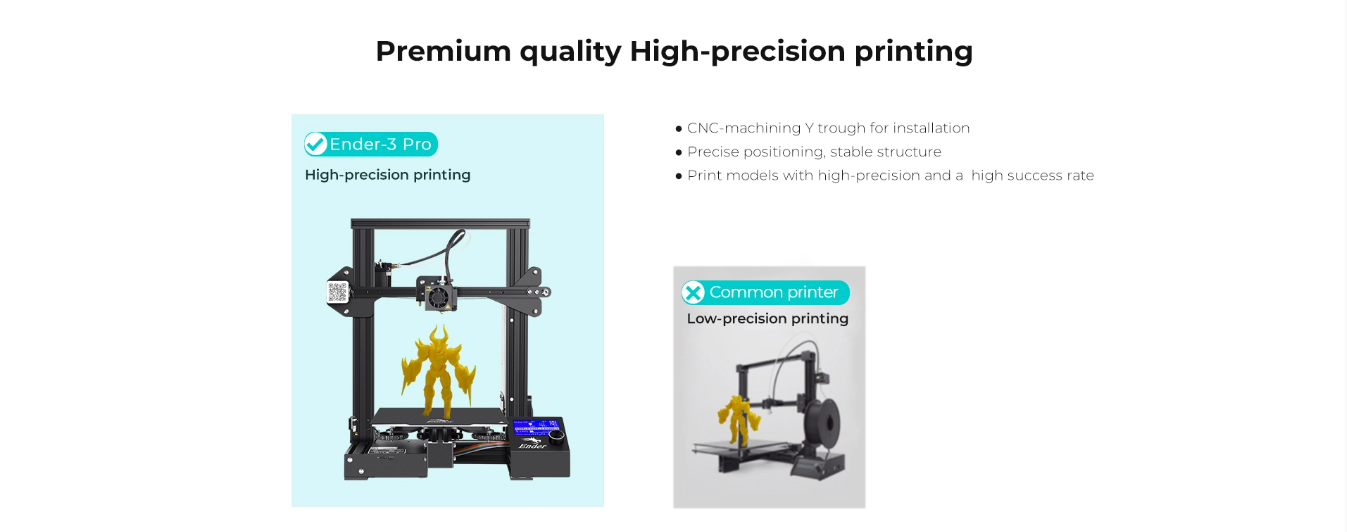 Premium quality High-precision printing
Ender-3 Pro
High-precision printing
● CNC-machining Y trough for installation
● Precise positioning, stable structure
● Print models with high-precision and a  high success rate
Common printer
Low-precision printing
Ender